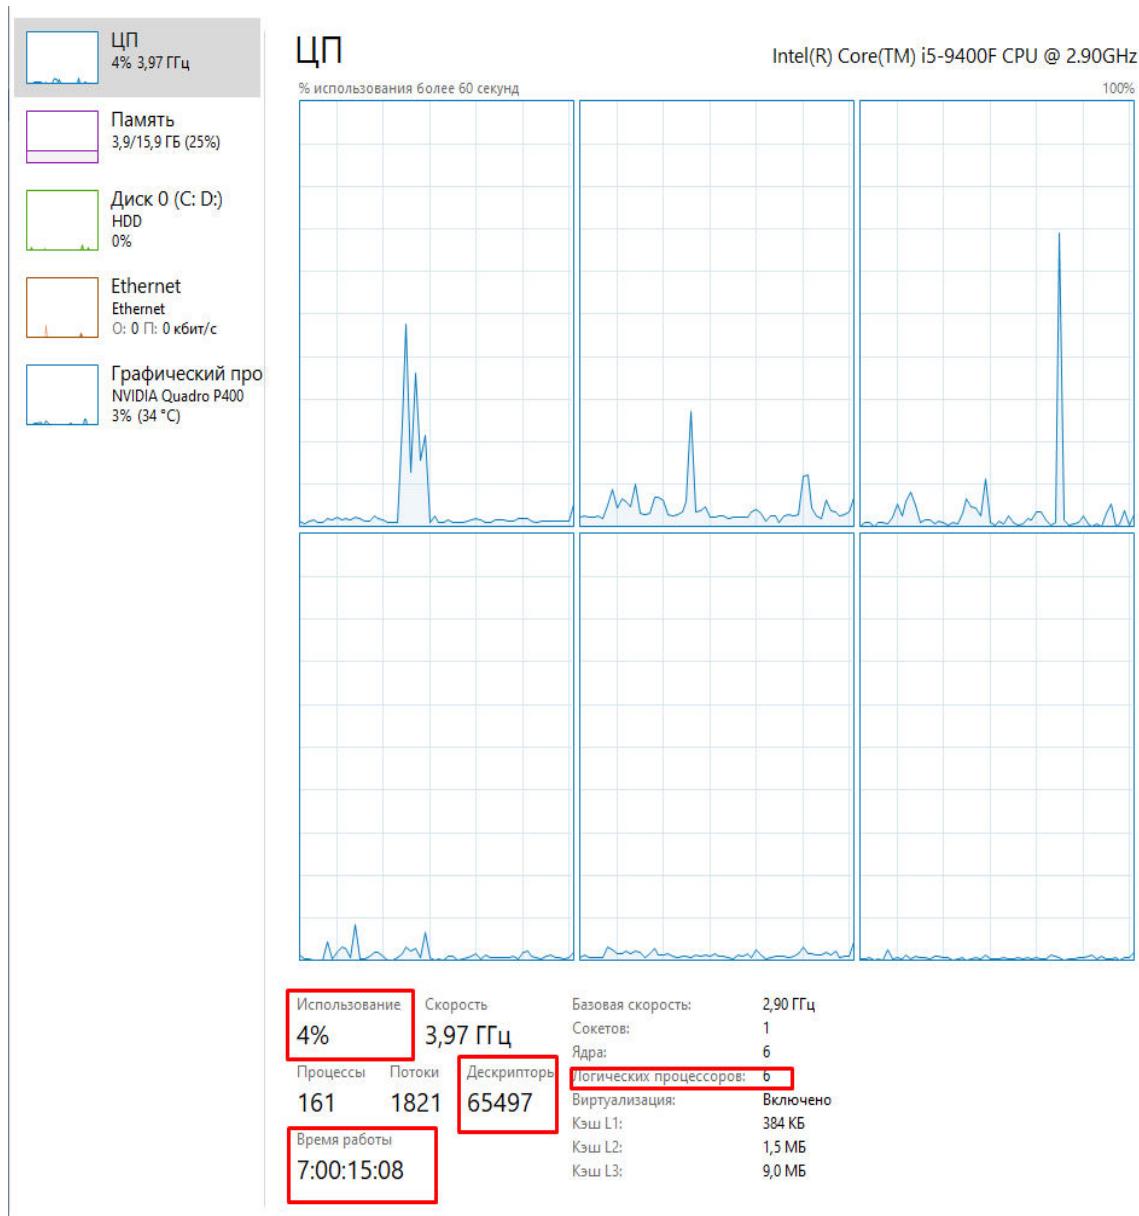 ЦП
4% 3,97 ГГц
Память
3,9/15,9 ГБ (25%)
Диск 0 (C: D:)
HDD
0%
Ethernet
Ethernet
О: 0 П: 0 кбит/с
Графический про
NVIDIA Quadro P400
3% (34 °C)
ЦП
Intel(R) Core(TM) i5-9400F CPU @ 2.90GHz
% использования более 60 секунд
100%
Использование
Скорость
4%
3,97 ГГц
Процессы
Потоки
Дескрипторы
161
1821
65497
Время работы
7:00:15:08
Базовая скорость: 2,90 ГГц
Сокетов: 1
Ядра: 6
Логических процессоров: 6
Виртуализация: Включено
Кэш L1: 384 КБ
Кэш L2: 1,5 МБ
Кэш L3: 9,0 МБ